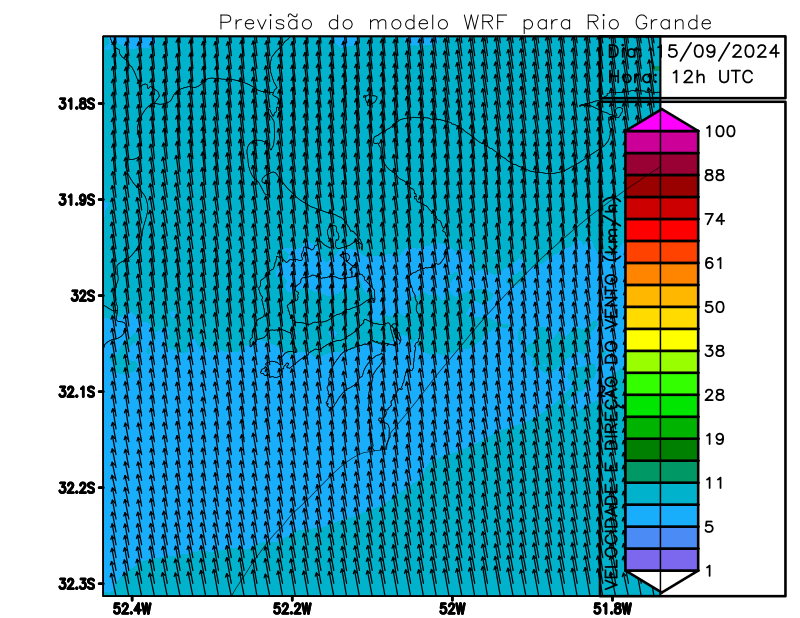 Previsão do modelo WRF para Rio Grande
Dia: 15/09/2024
Hora: 12h UTC
31.8S
31.9S
32S
32.1S
32.2S
32.3S
52.4W
52.2W
52W
51.8W
VELOCIDADE E DIREÇÃO DO VENTO (km/h)
100
88
74
61
50
38
28
19
11
5
1